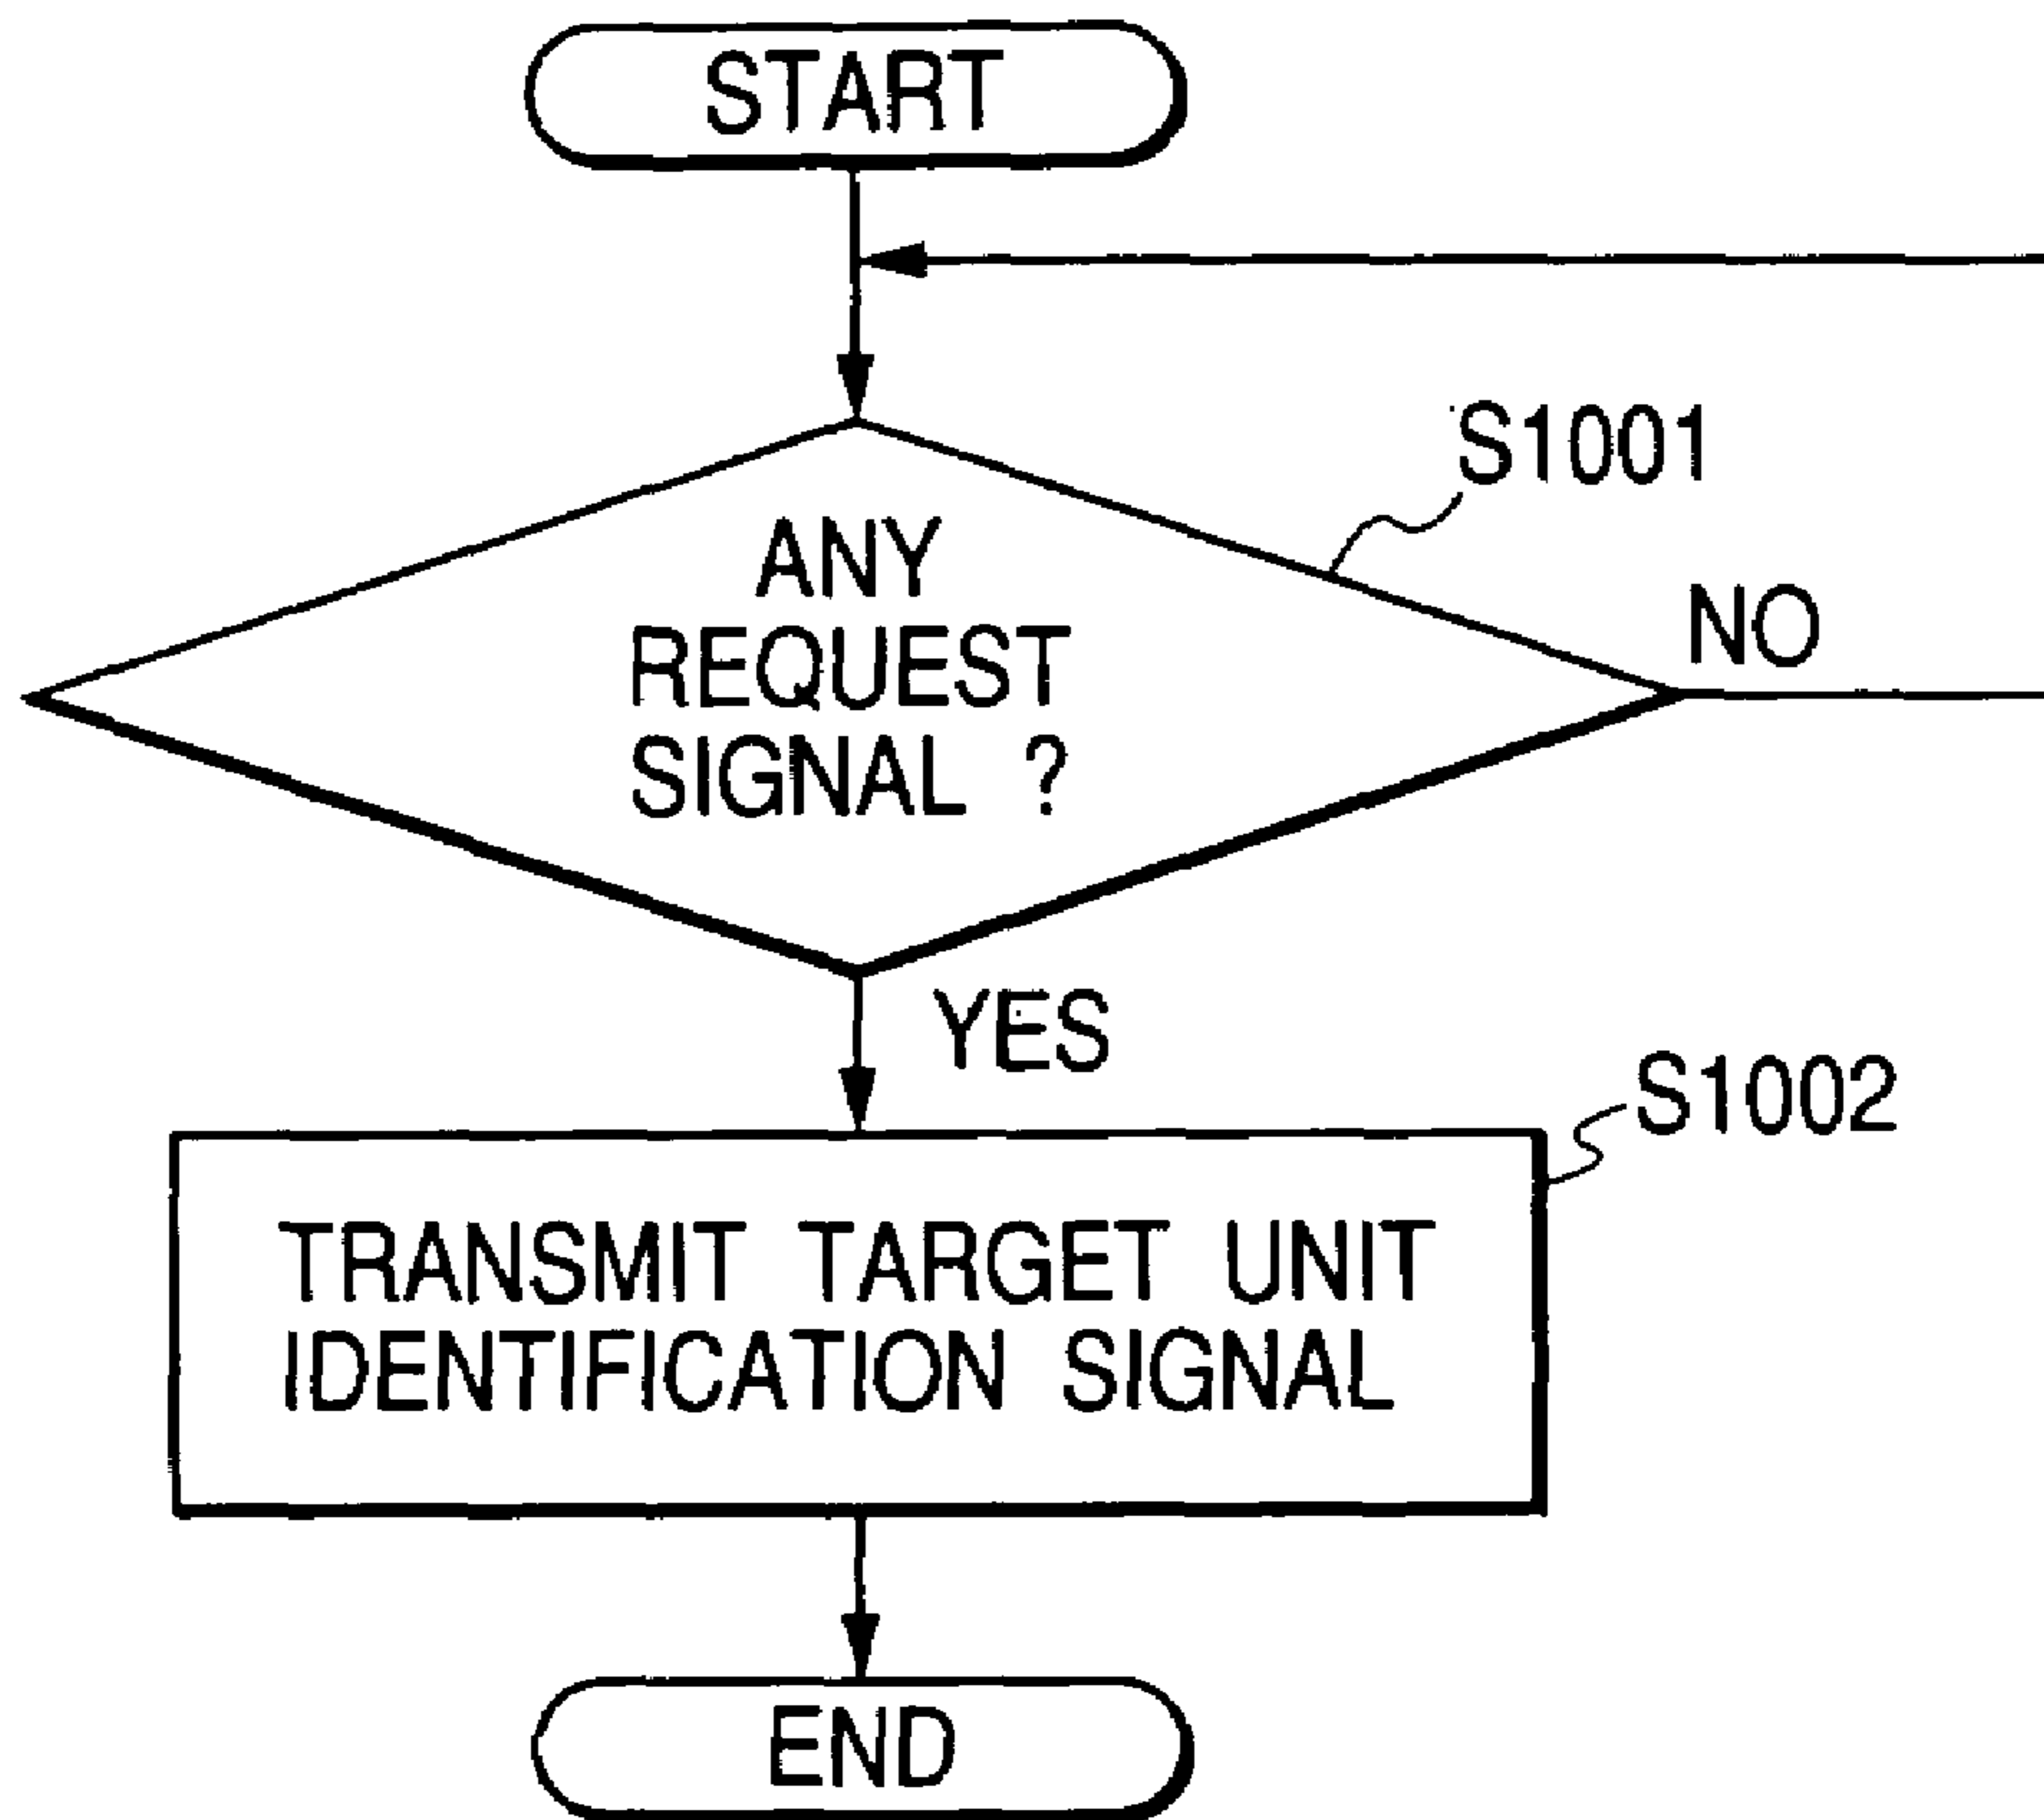 START
S1001
ANY
REQUEST
SIGNAL ?
NO
YES
S1002
TRANSMIT TARGET UNIT
IDENTIFICATION SIGNAL
END